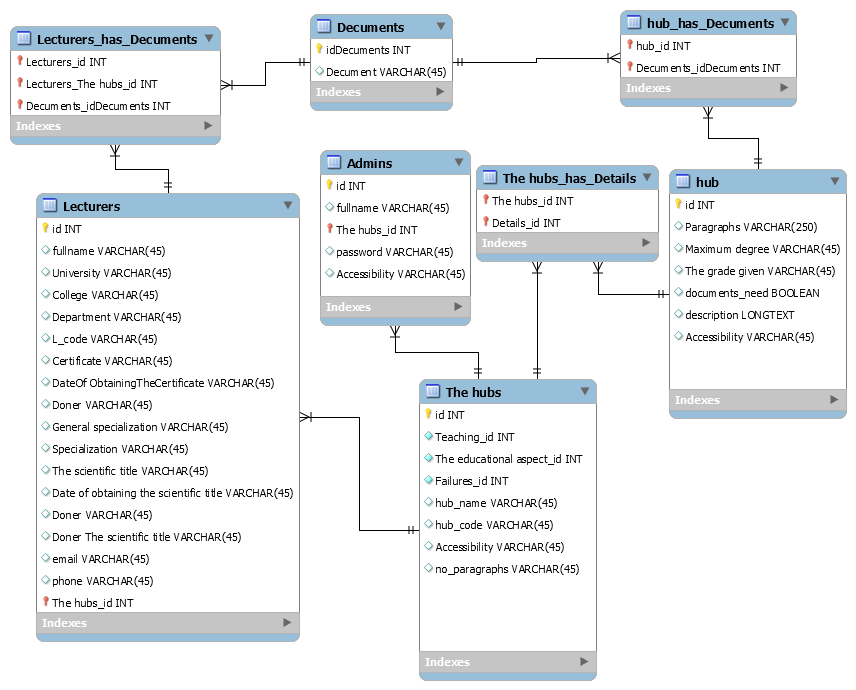 Lecturers_has_Decuments
Lecturers_id INT
Lecturers_The hubs_id INT
Decuments_idDecuments INT
Indexes
Decuments
idDecuments INT
Document VARCHAR(45)
Indexes
hub_has_Decuments
hub_id INT
Decuments_idDecuments INT
Indexes
Lecturers
id INT
fullname VARCHAR(45)
University VARCHAR(45)
College VARCHAR(45)
Department VARCHAR(45)
L_code VARCHAR(45)
Certificate VARCHAR(45)
DateOf ObtainingTheCertificate VARCHAR(45)
Doner VARCHAR(45)
General specialization VARCHAR(45)
Specialization VARCHAR(45)
The scientific title VARCHAR(45)
Date of obtaining the scientific title VARCHAR(45)
Doner VARCHAR(45)
Doner The scientific title VARCHAR(45)
email VARCHAR(45)
phone VARCHAR(45)
The hubs_id INT
Indexes
Admins
id INT
fullname VARCHAR(45)
The hubs_id INT
password VARCHAR(45)
Accessibility VARCHAR(45)
Indexes
The hubs_has_Details
The hubs_id INT
Details_id INT
Indexes
hub
id INT
Paragraphs VARCHAR(250)
Maximum degree VARCHAR(45)
The grade given VARCHAR(45)
documents_need BOOLEAN
description LONGTEXT
Accessibility VARCHAR(45)
Indexes
The hubs
id INT
Teaching_id INT
The educational aspect_id INT
Failures_id INT
hub_name VARCHAR(45)
hub_code VARCHAR(45)
Accessibility VARCHAR(45)
no_paragraphs VARCHAR(45)
Indexes